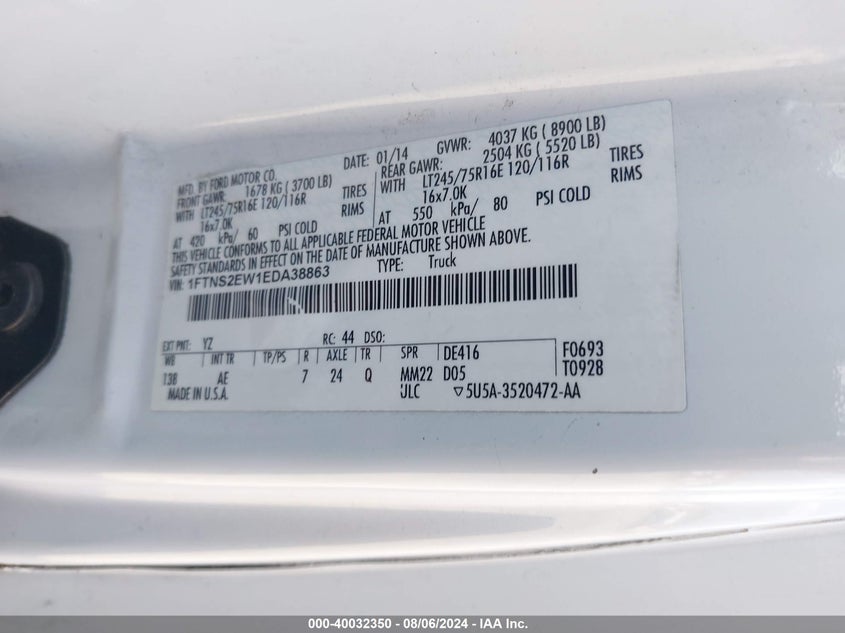 MFD. BY FORD MOTOR CO. DATE: 01/14 GVWR: 4037 KG ( 8900 LB)
FRONT GAWR: 1678 KG ( 3700 LB) REAR GAWR: 2504 KG ( 5520 LB)
WITH LT245/75R16E 120/116R TIRES WITH LT245/75R16E 120/116R TIRES
16x7.0K RIMS 16x7.0K RIMS
AT 420 kPa/ 60 PSI COLD AT 550 kPa/ 80 PSI COLD
THIS VEHICLE CONFORMS TO ALL APPLICABLE FEDERAL MOTOR VEHICLE
SAFETY STANDARDS IN EFFECT ON THE DATE OF MANUFACTURE SHOWN ABOVE.
VIN: 1FTNS2EW1EDA38863 TYPE: Truck
EXT PNT: YZ RC: 44 DSO:
WB INT TR TP/PS R AXLE TR SPR DE416 F0693
138 AE 7 24 Q MM22 D05 T0928
MADE IN U.S.A. ULC ▽5U5A-3520472-AA
000-40032350 - 08/06/2024 - IAA Inc.